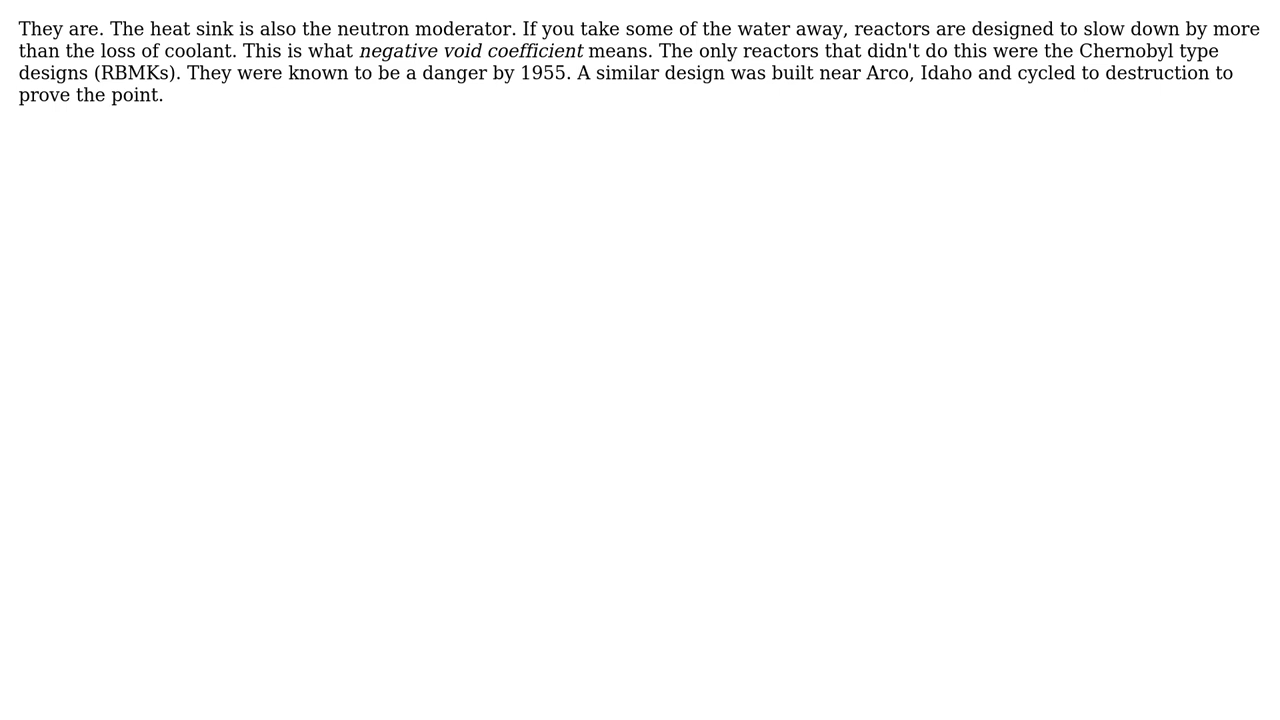 They are. The heat sink is also the neutron moderator. If you take some of the water away, reactors are designed to slow down by more
than the loss of coolant. This is what negative void coefficient means. The only reactors that didn't do this were the Chernobyl type
designs (RBMKs). They were known to be a danger by 1955. A similar design was built near Arco, Idaho and cycled to destruction to
prove the point.